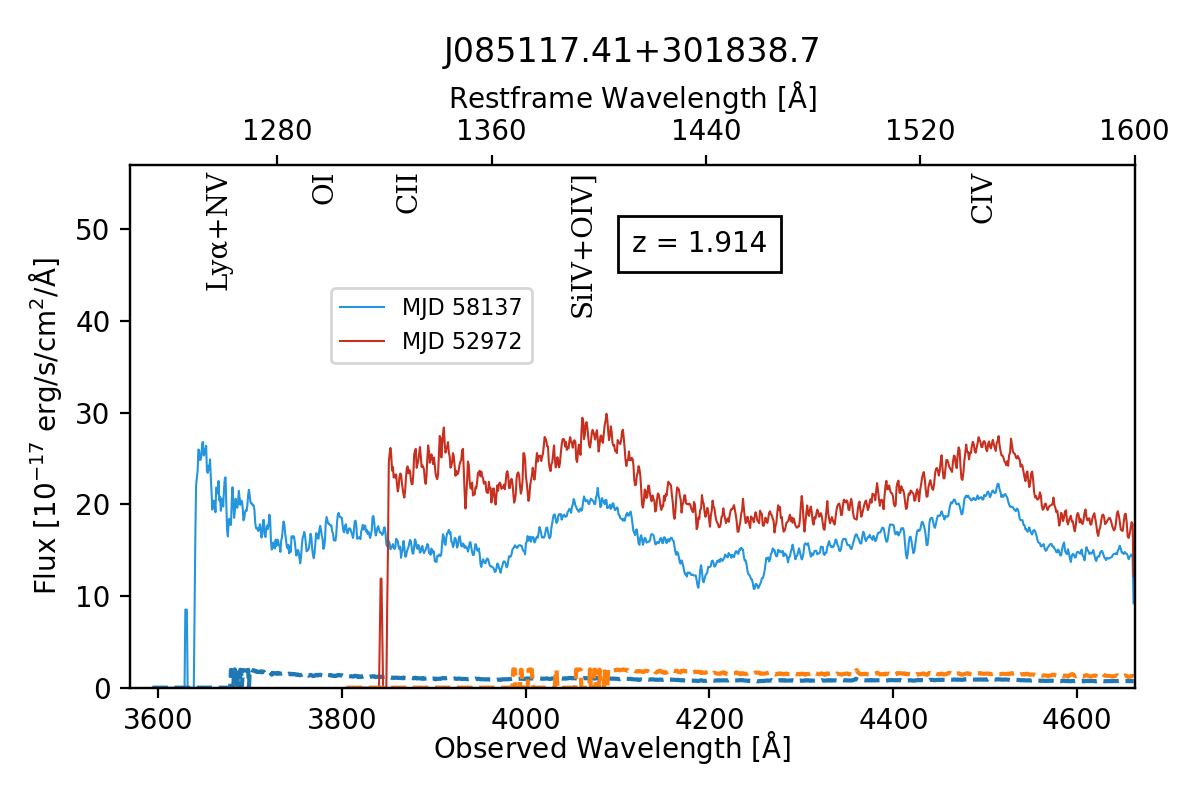 J085117.41+301838.7
Restframe Wavelength [Å]
1280 1360 1440 1520 1600
Lyα+NV
OI
CII
SiIV+OIV]
CIV
z = 1.914
MJD 58137
MJD 52972
Flux [10⁻¹⁷ erg/s/cm²/Å]
50
40
30
20
10
0
3600 3800 4000 4200 4400 4600
Observed Wavelength [Å]